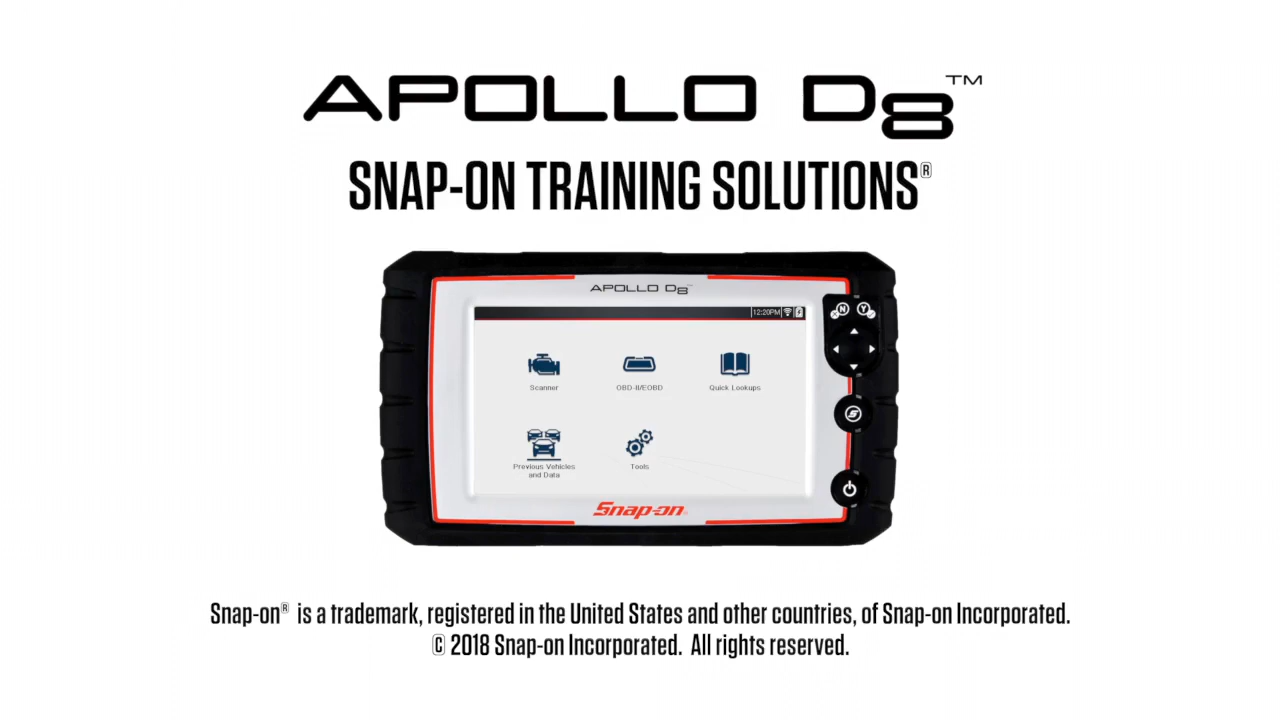 APOLLO D8™
SNAP-ON TRAINING SOLUTIONS®
APOLLO D8™
12:20PM
Scanner
OBD-II/EOBD
Quick Lookups
Previous Vehicles
and Data
Tools
N
Y
S
Snap-on®
Snap-on® is a trademark, registered in the United States and other countries, of Snap-on Incorporated.
© 2018 Snap-on Incorporated. All rights reserved.